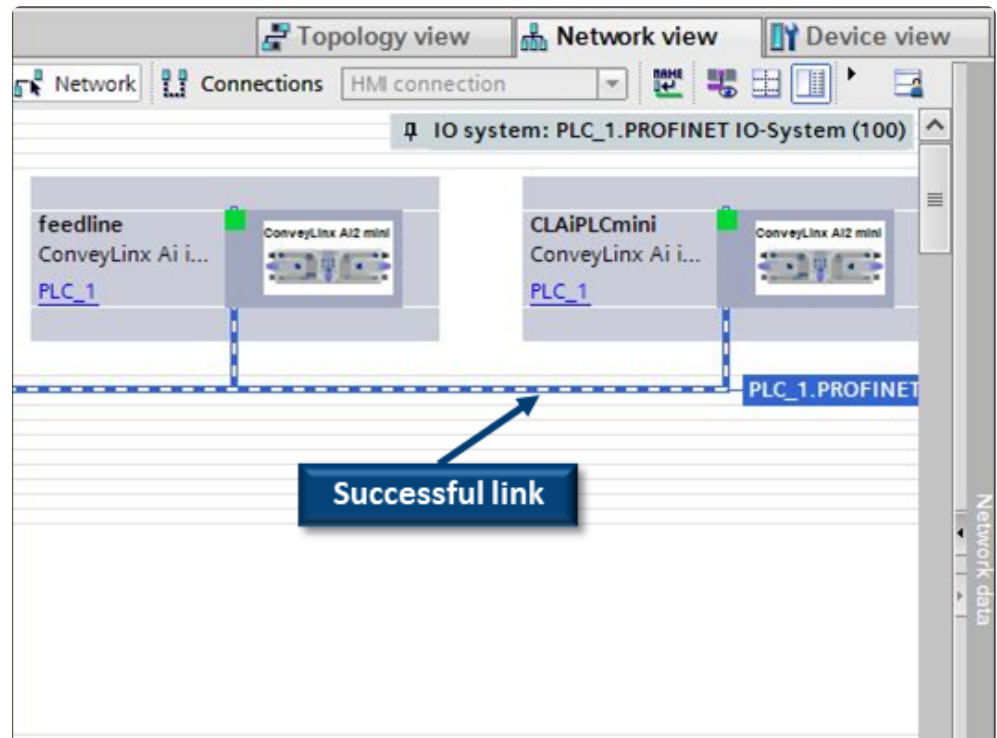 Topology view
Network view
Device view
Network
Connections
HMI connection
NAME
IO system: PLC_1.PROFINET IO-System (100)
feedline
ConveyLinx Ai i...
PLC_1
ConveyLinx Ai2 mini
CLAiPLCmini
ConveyLinx Ai i...
PLC_1
ConveyLinx Ai2 mini
PLC_1.PROFINET
Successful link
Network data